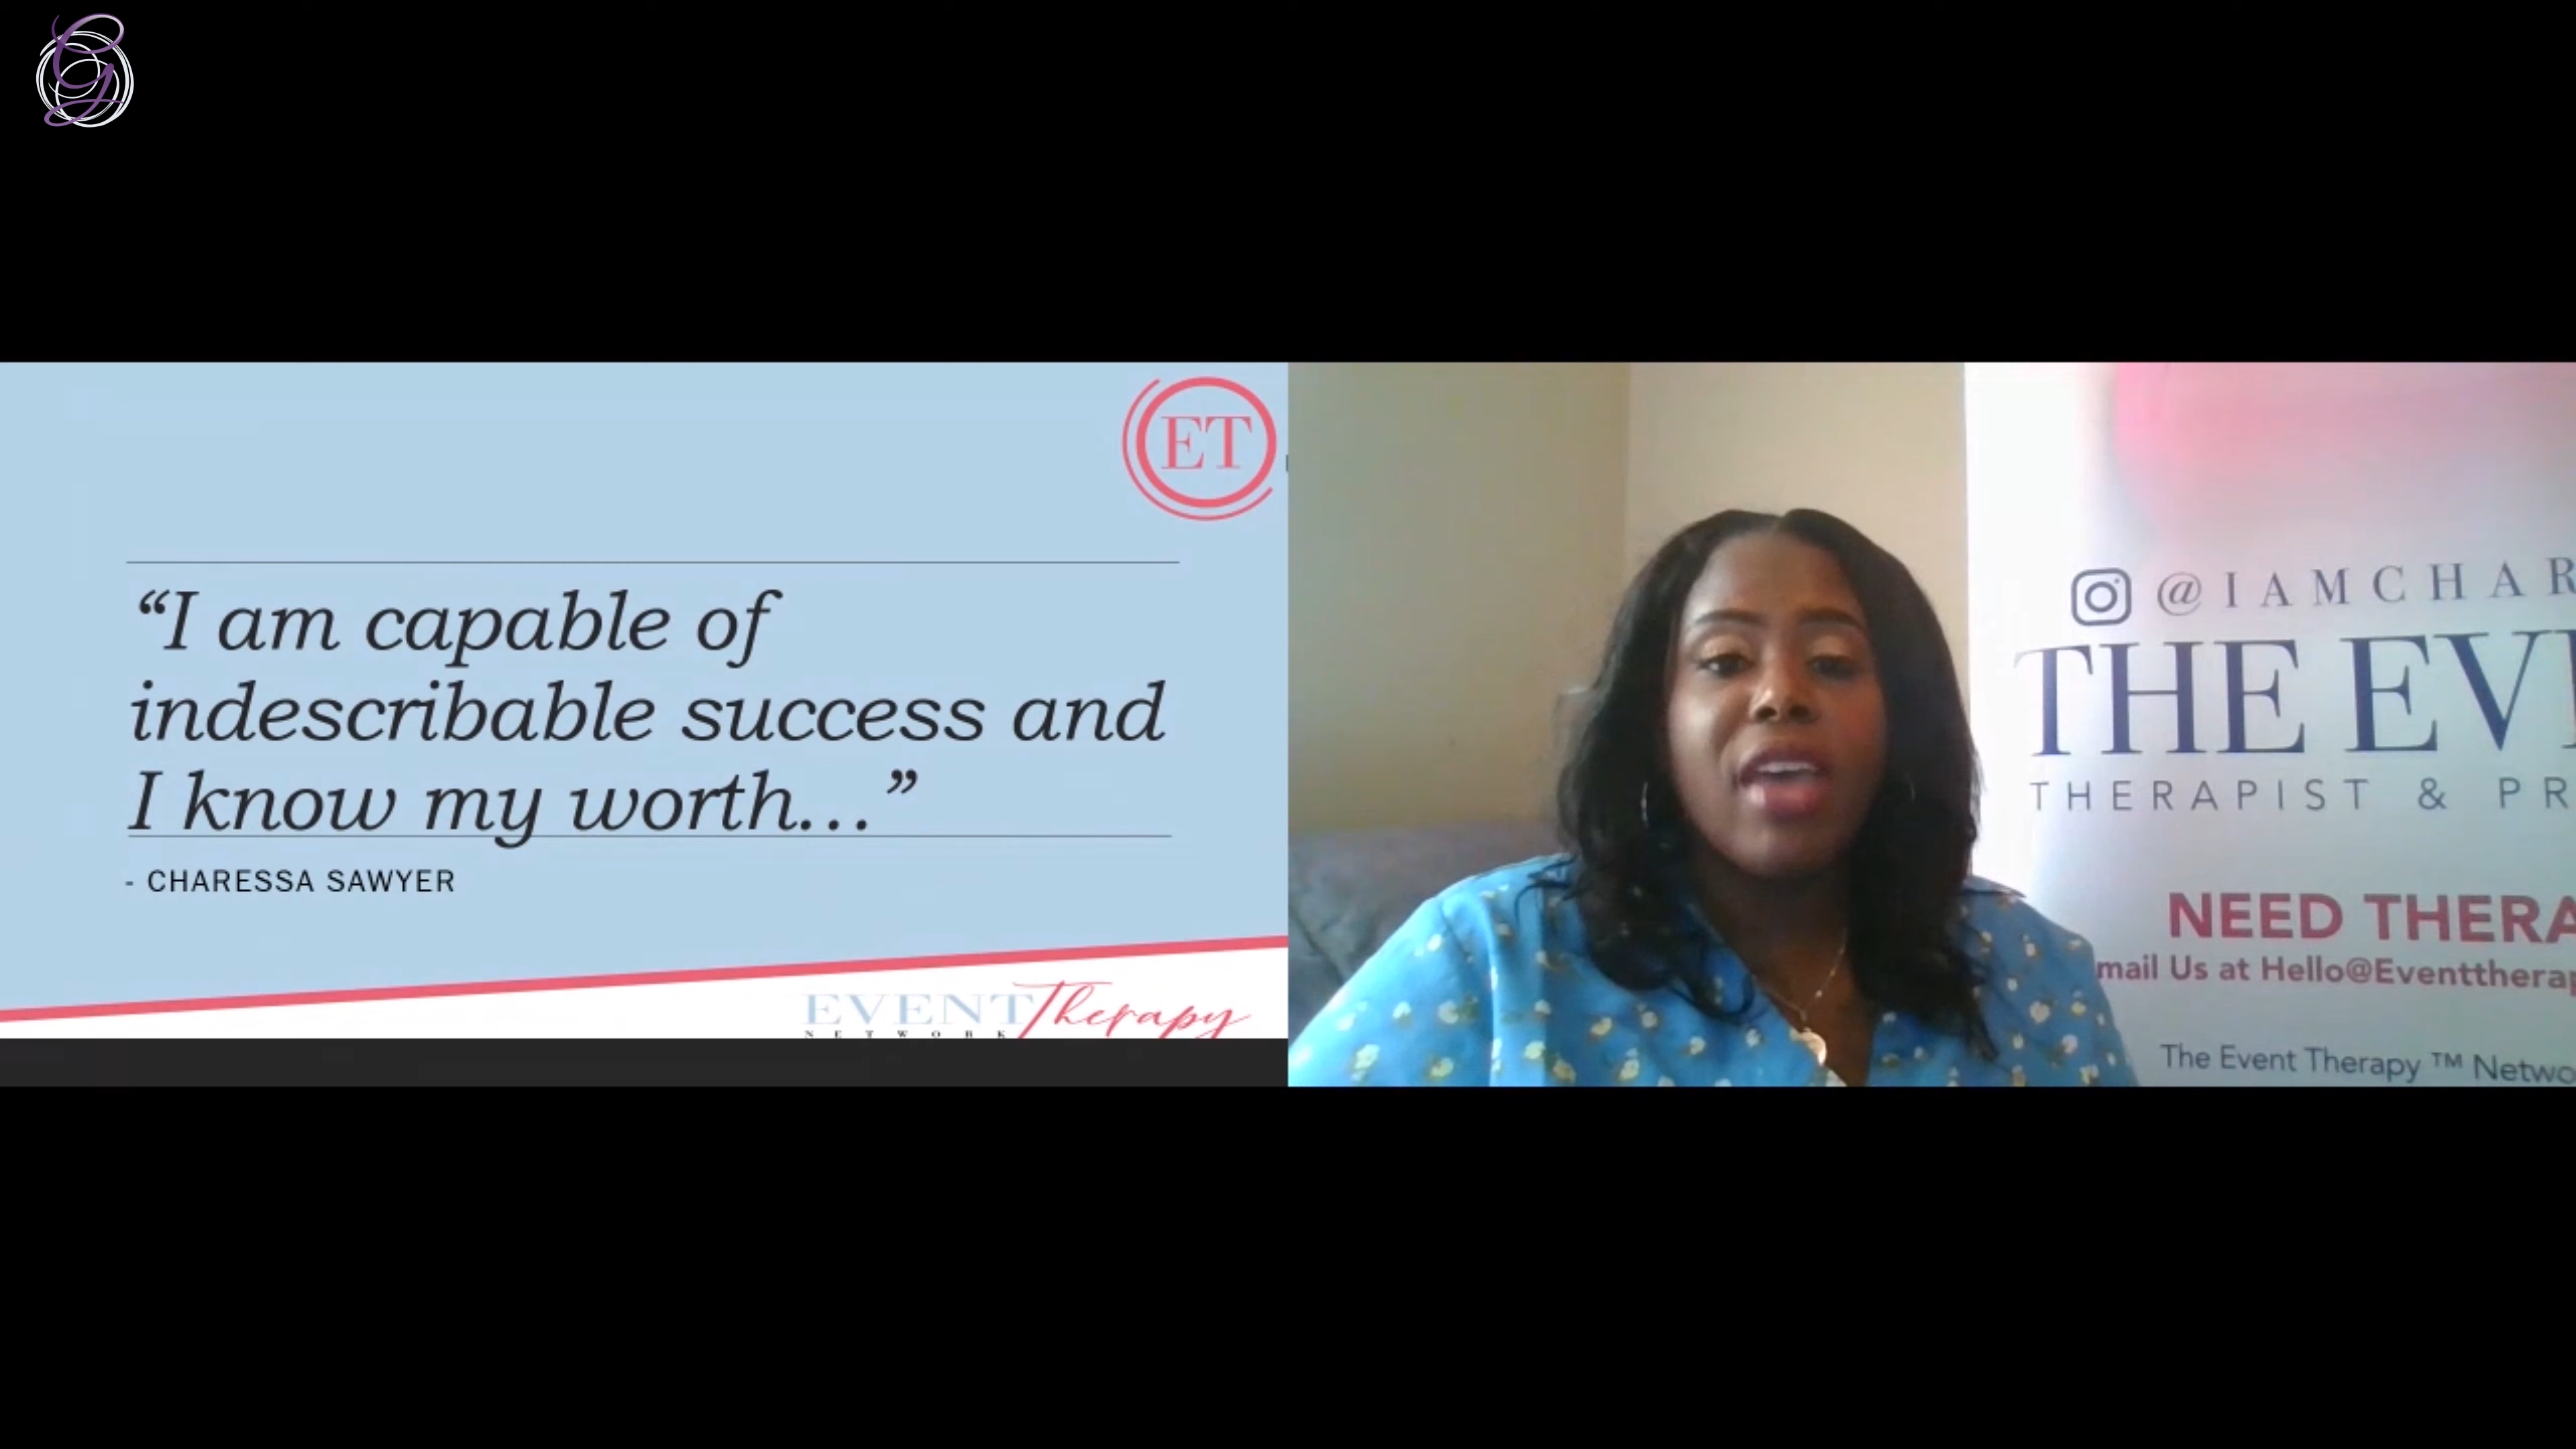 G
ET
“I am capable of
indescribable success and
I know my worth...”
- CHARESSA SAWYER
EVENT Therapy
NETWORK
@IAMCHAR
THE EV
THERAPIST & PR
NEED THERA
mail Us at Hello@Eventtherap
The Event Therapy ™ Netwo